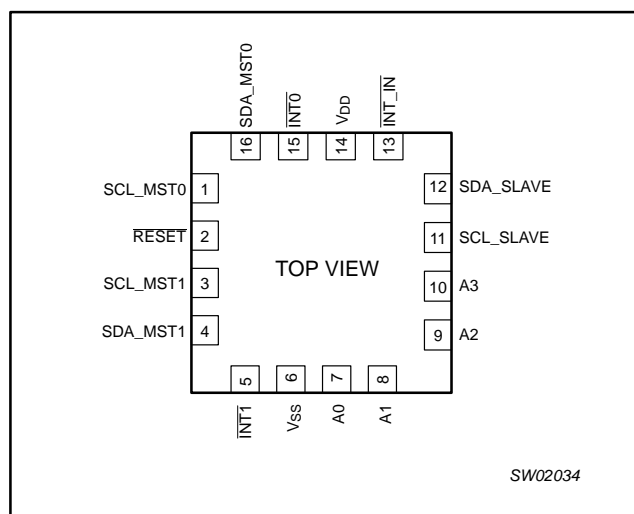 SDA_MST0
INT0
VDD
INT_IN
16
15
14
13
SCL_MST0 1
12 SDA_SLAVE
RESET 2
11 SCL_SLAVE
TOP VIEW
SCL_MST1 3
10 A3
SDA_MST1 4
9 A2
5
6
7
8
INT1
VSS
A0
A1
SW02034